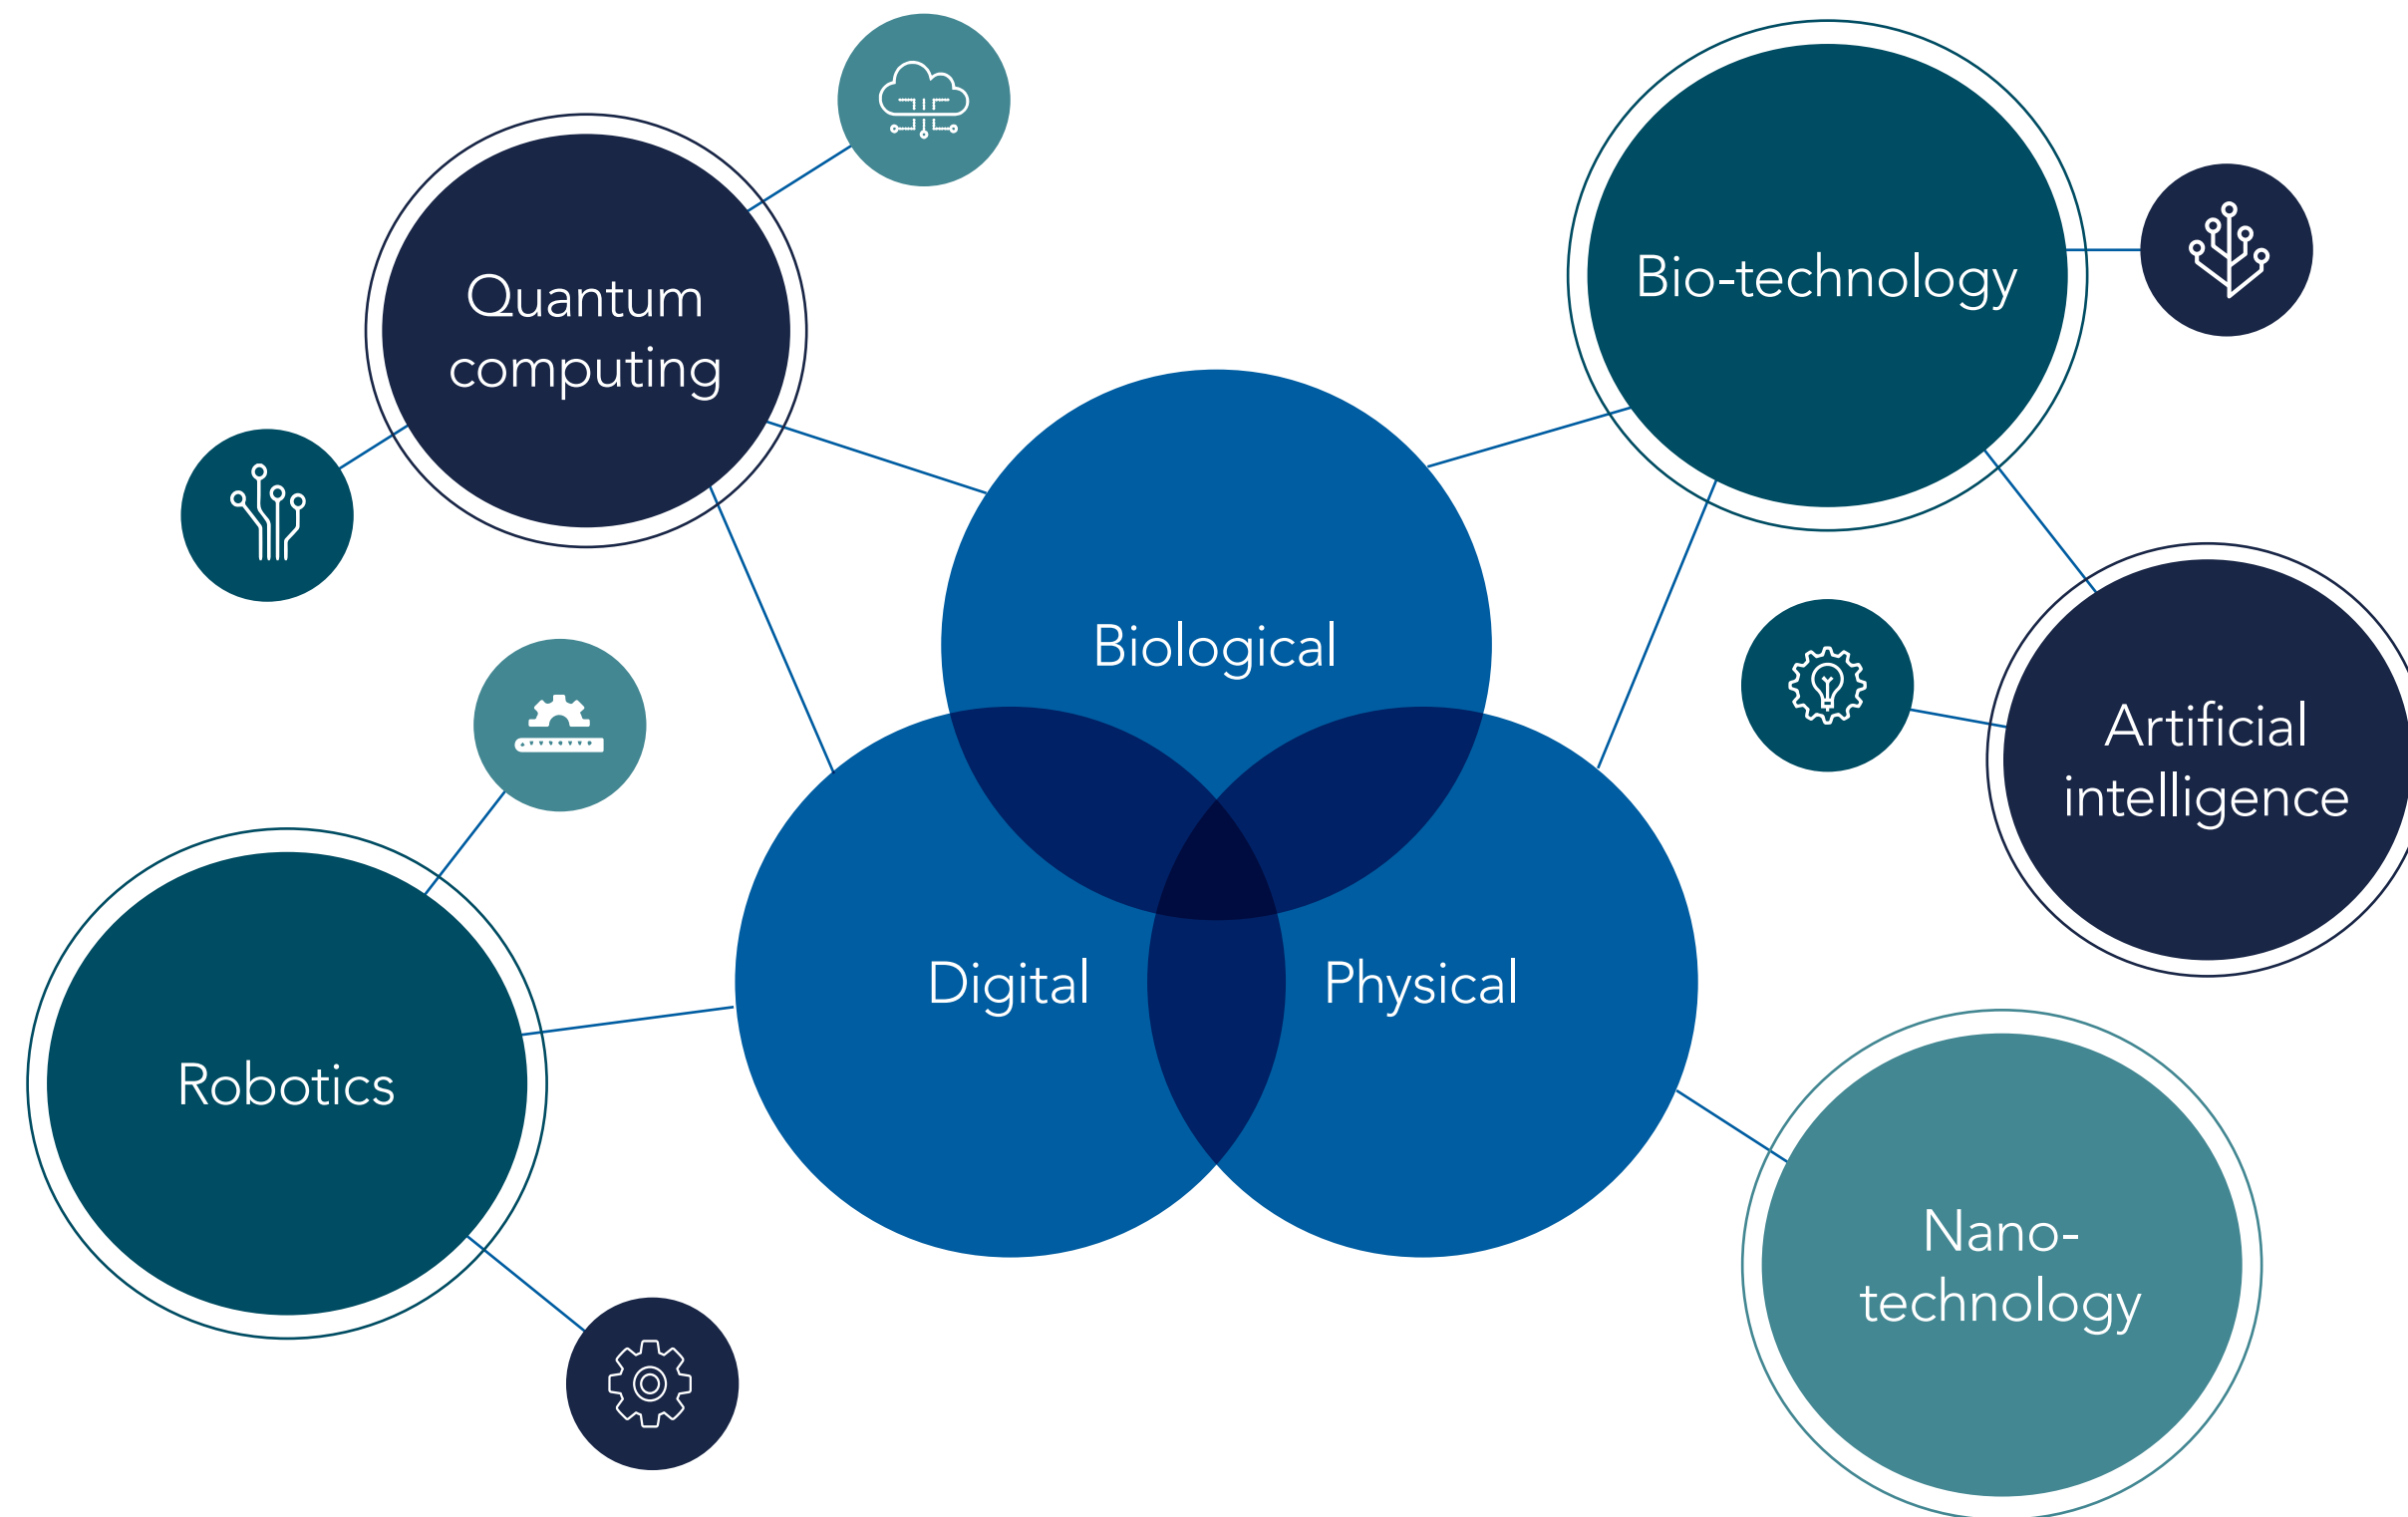 Quantum
computing
Bio-technology
Biological
Artificial
intelligence
Digital
Physical
Robotics
Nano-
technology